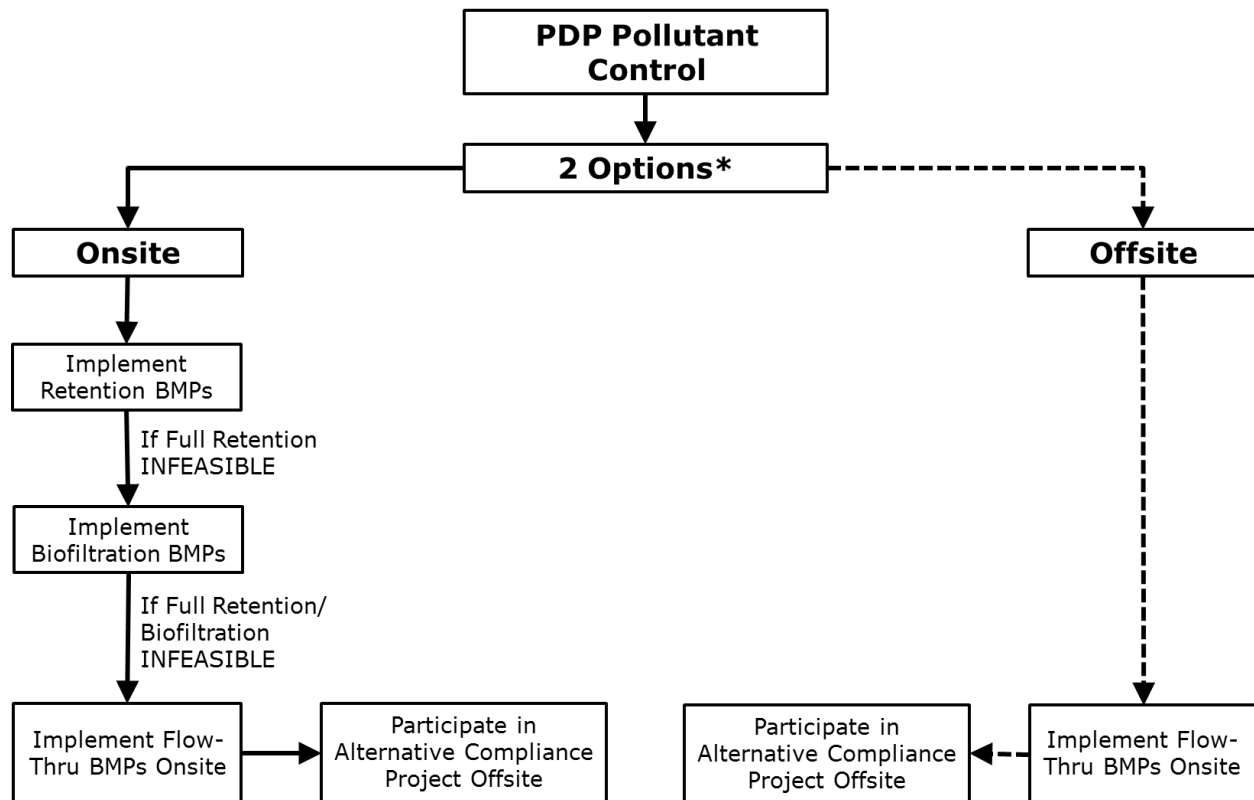 PDP Pollutant
Control
2 Options*
Onsite
Offsite
Implement
Retention BMPs
If Full Retention
INFEASIBLE
Implement
Biofiltration BMPs
If Full Retention/
Biofiltration
INFEASIBLE
Implement Flow-
Thru BMPs Onsite
Participate in
Alternative Compliance
Project Offsite
Participate in
Alternative Compliance
Project Offsite
Implement Flow-
Thru BMPs Onsite